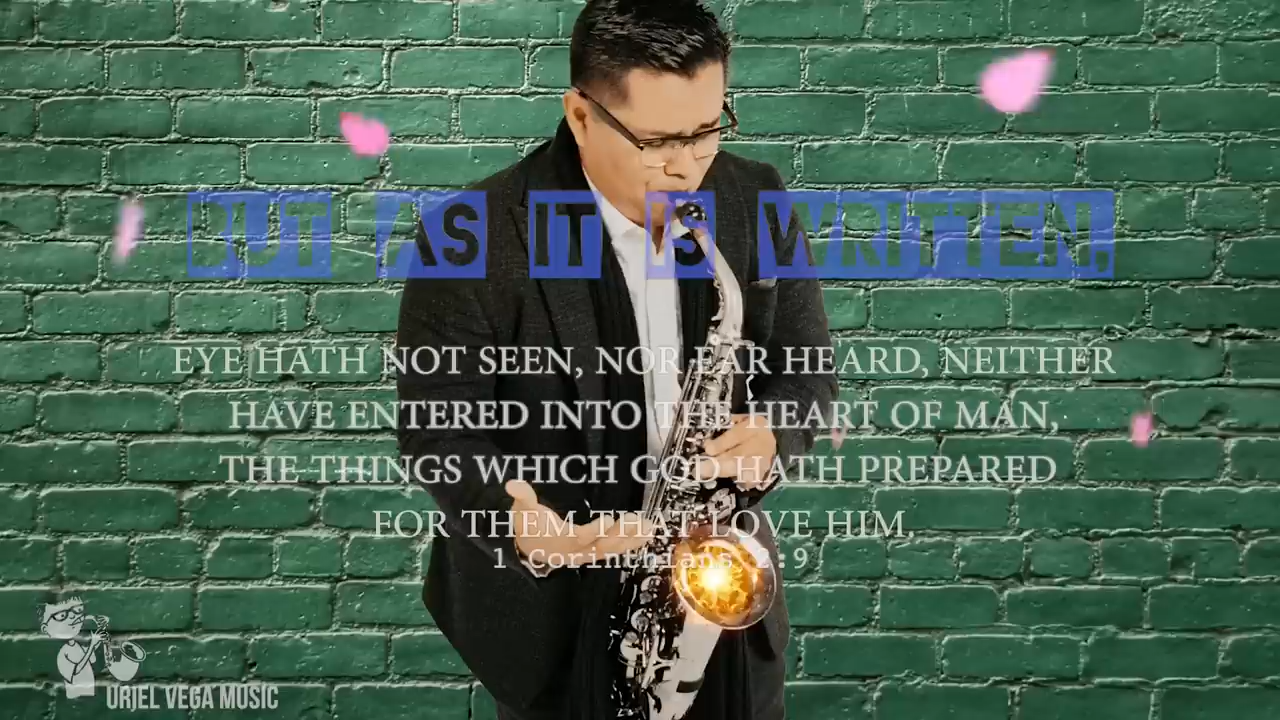 BUT AS IT IS WRITTEN,
EYE HATH NOT SEEN, NOR EAR HEARD, NEITHER
HAVE ENTERED INTO THE HEART OF MAN,
THE THINGS WHICH GOD HATH PREPARED
FOR THEM THAT LOVE HIM.
1 Corinthians 2:9
URIEL VEGA MUSIC